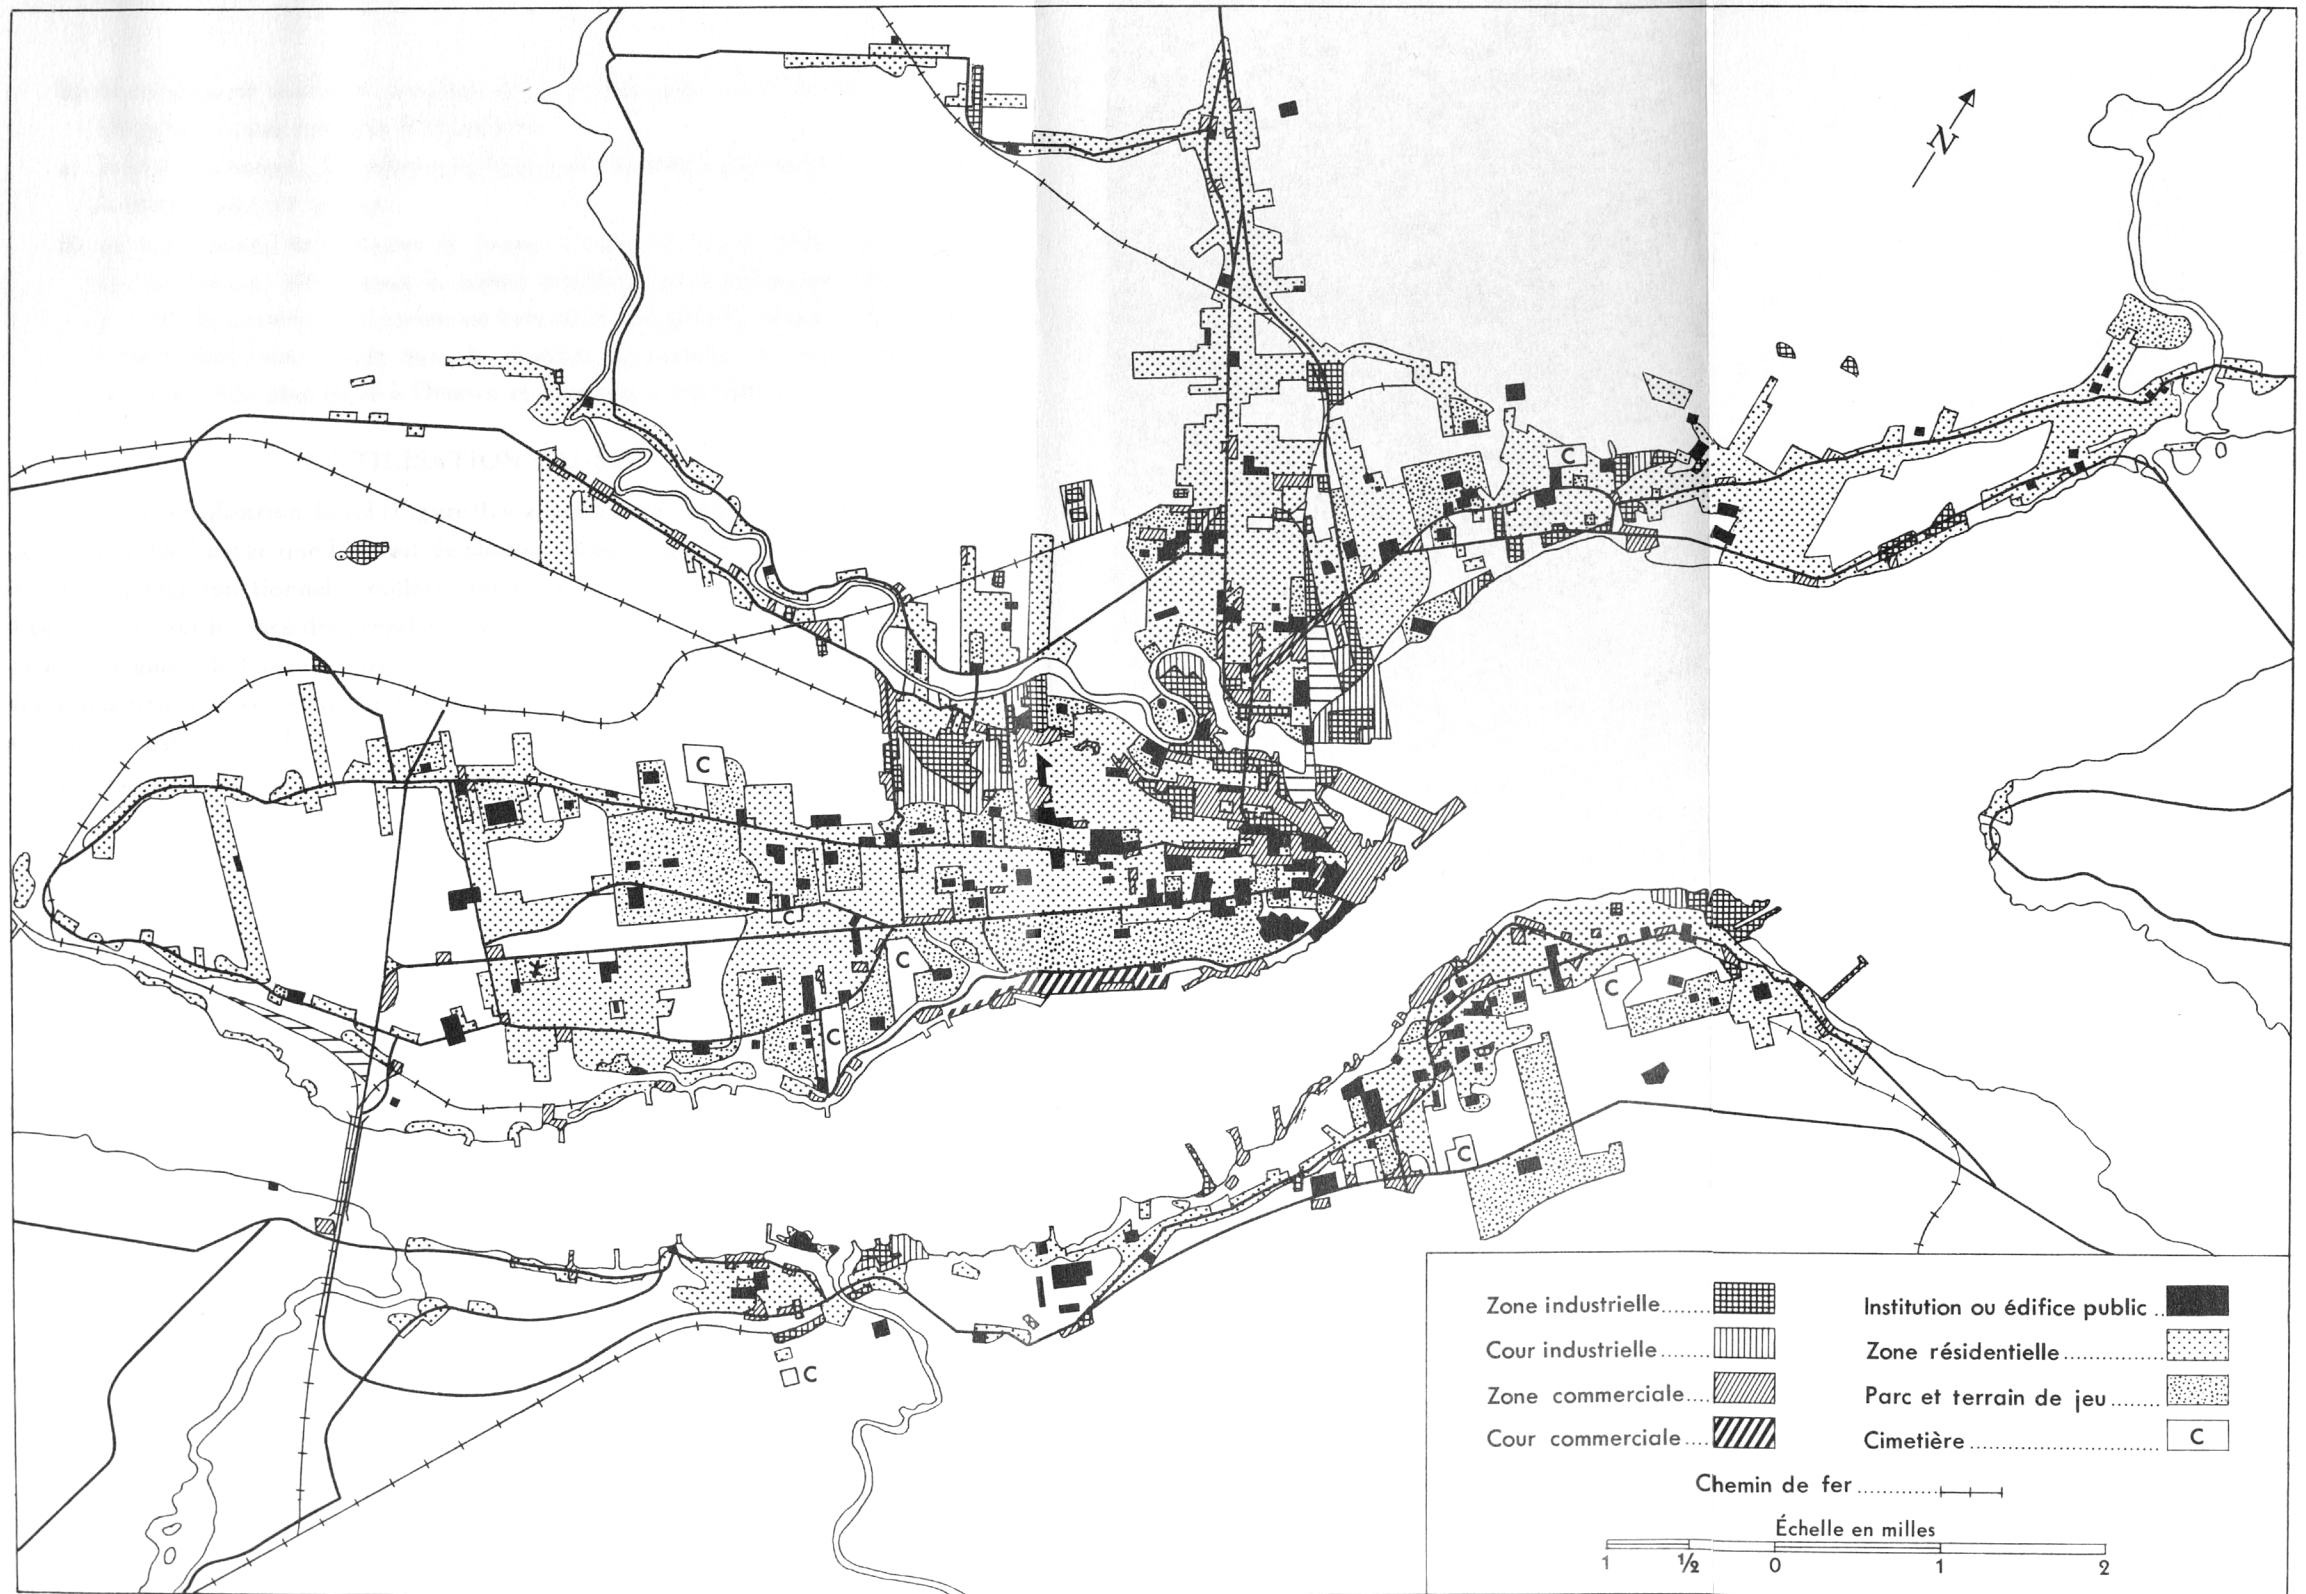 N
C
C
C
C
C
C
C
C
C
Zone industrielle........
Cour industrielle........
Zone commerciale....
Cour commerciale....
Institution ou édifice public ..
Zone résidentielle...............
Parc et terrain de jeu ........
Cimetière..............................
C
Chemin de fer ............
Échelle en milles
1 ½ 0 1 2